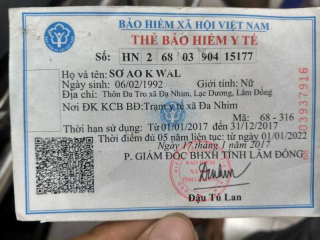 BẢO HIỂM XÃ HỘI VIỆT NAM
THẺ BẢO HIỂM Y TẾ
Số: HN 2 68 03 904 15177
Họ và tên: SƠ AO K WAL
Ngày sinh: 06/02/1992 Giới tính: Nữ
Địa chỉ: Thôn Đa Tro xã Đạ Nhim, Lạc Dương, Lâm Đồng
Nơi ĐK KCB BĐ: Trạm y tế xã Đa Nhim
Mã: 68 - 316
Thời hạn sử dụng: Từ 01/01/2017 đến 31/12/2017
Thời điểm đủ 05 năm liên tục: từ ngày 01/01/2022
Ngày 17 tháng 1 năm 2017
P. GIÁM ĐỐC BHXH TỈNH LÂM ĐỒNG
BẢO HIỂM
XÃ HỘI
Đậu Tú Lan